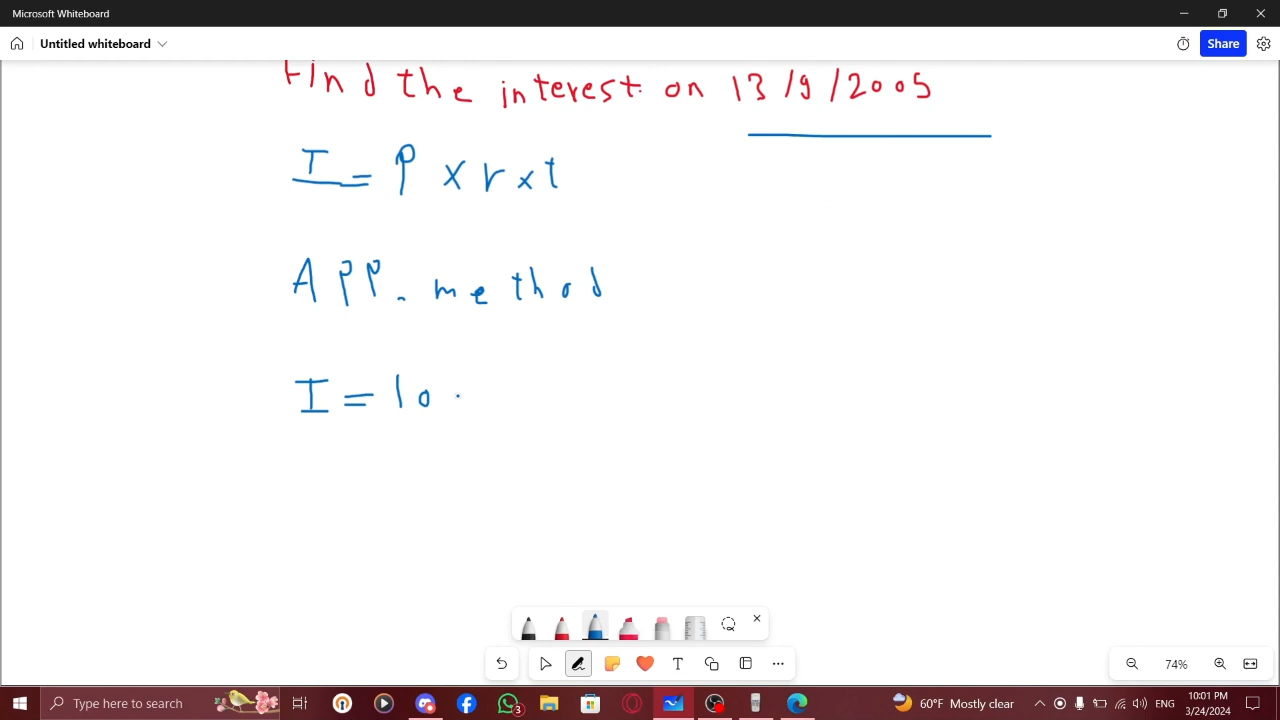 Microsoft Whiteboard
Untitled whiteboard
Share
Find the interest on 13/9/2005
I = P x r x t
APP. method
I = 10
74%
Type here to search
3
60°F Mostly clear
ENG
10:01 PM
3/24/2024